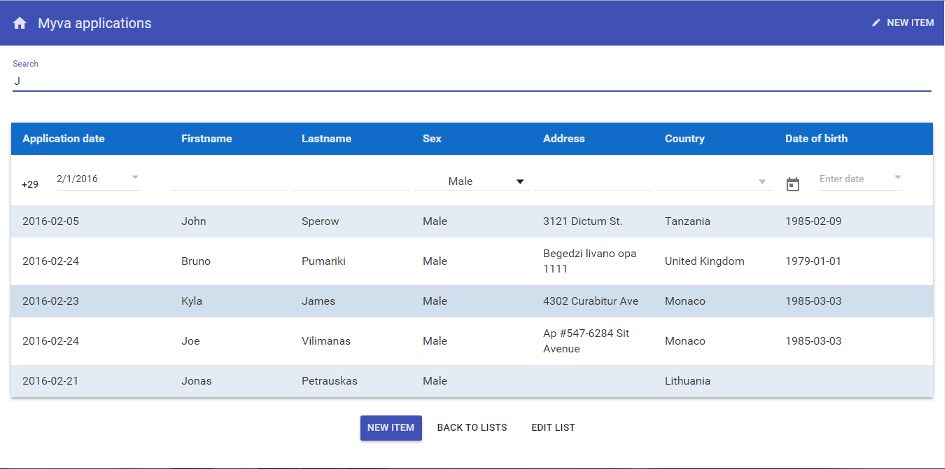 Myva applications
NEW ITEM
Search
J
Application date Firstname Lastname Sex Address Country Date of birth
+29 2/1/2016 Male Enter date
2016-02-05 John Sperow Male 3121 Dictum St. Tanzania 1985-02-09
2016-02-24 Bruno Pumariki Male Begedzi livano opa 1111 United Kingdom 1979-01-01
2016-02-23 Kyla James Male 4302 Curabitur Ave Monaco 1985-03-03
2016-02-24 Joe Vilimanas Male Ap #547-6284 Sit Avenue Monaco 1985-03-03
2016-02-21 Jonas Petrauskas Male Lithuania
NEW ITEM BACK TO LISTS EDIT LIST